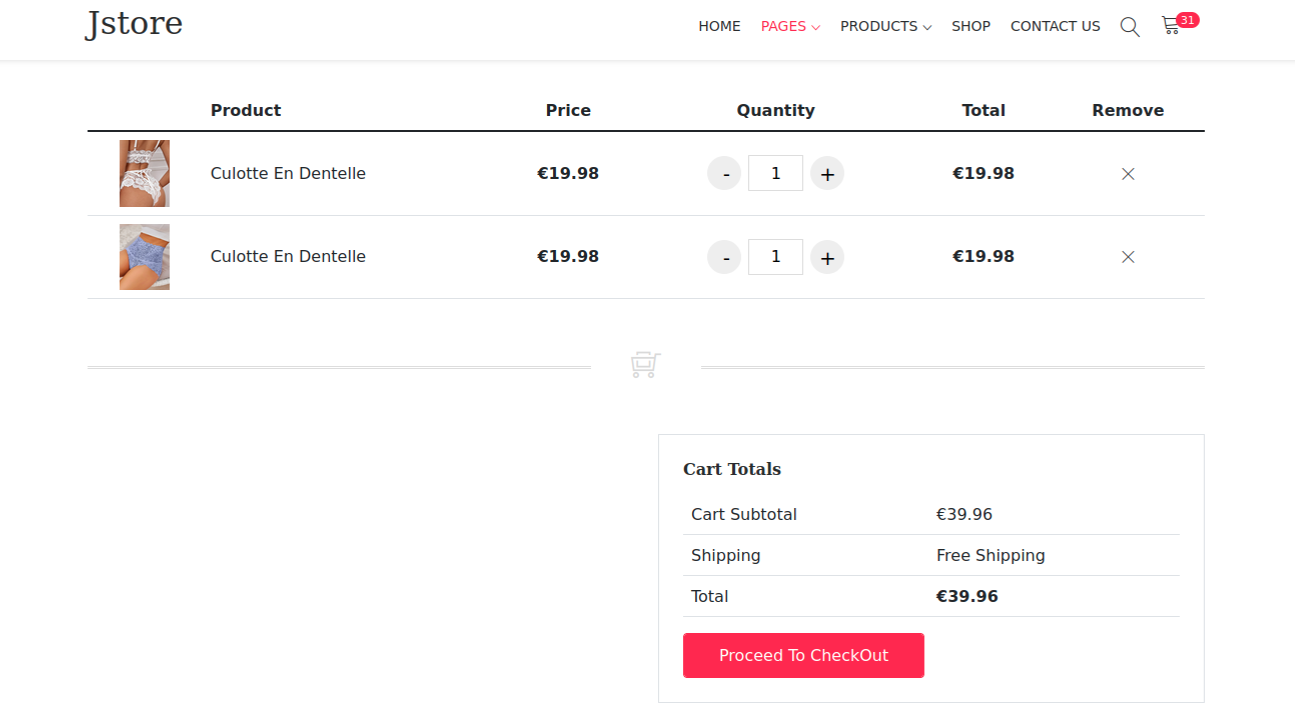 Jstore
HOME PAGES PRODUCTS SHOP CONTACT US 31
Product Price Quantity Total Remove
Culotte En Dentelle €19.98 - 1 + €19.98
Culotte En Dentelle €19.98 - 1 + €19.98
Cart Totals
Cart Subtotal €39.96
Shipping Free Shipping
Total €39.96
Proceed To CheckOut